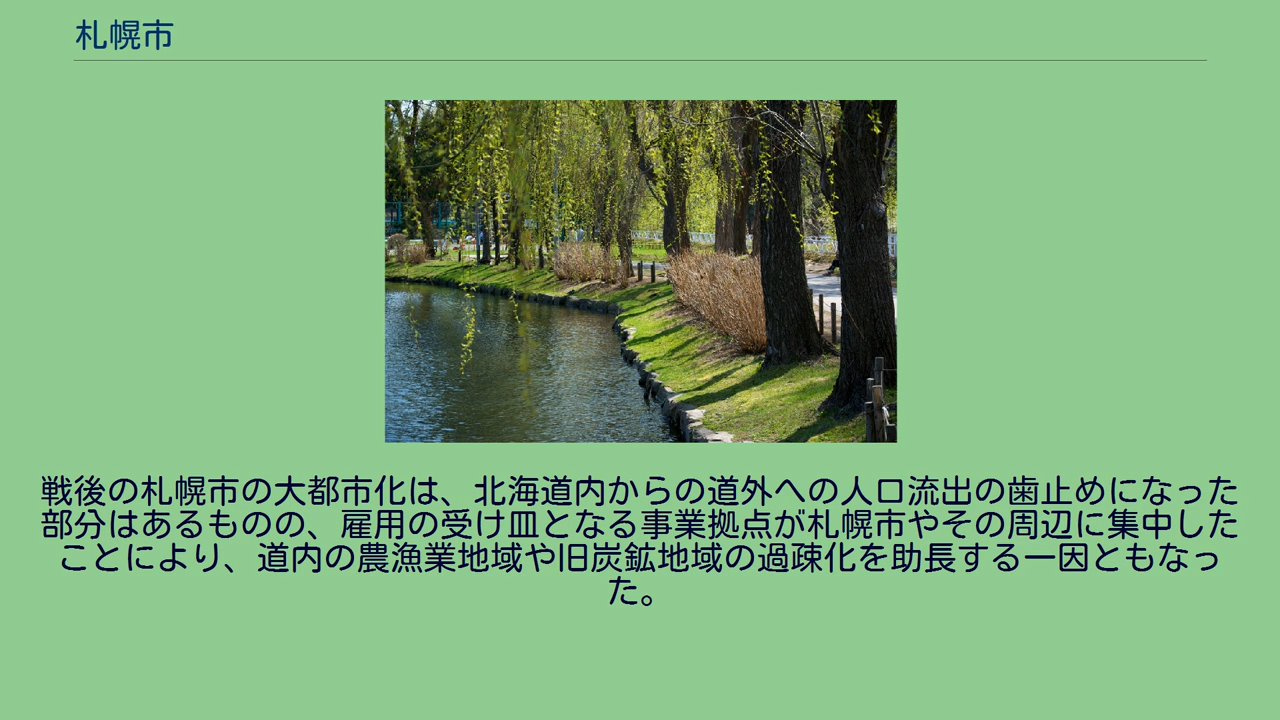 札幌市
戦後の札幌市の大都市化は、北海道内からの道外への人口流出の歯止めになった
部分はあるものの、雇用の受け皿となる事業拠点が札幌市やその周辺に集中した
ことにより、道内の農漁業地域や旧炭鉱地域の過疎化を助長する一因ともなっ
た。